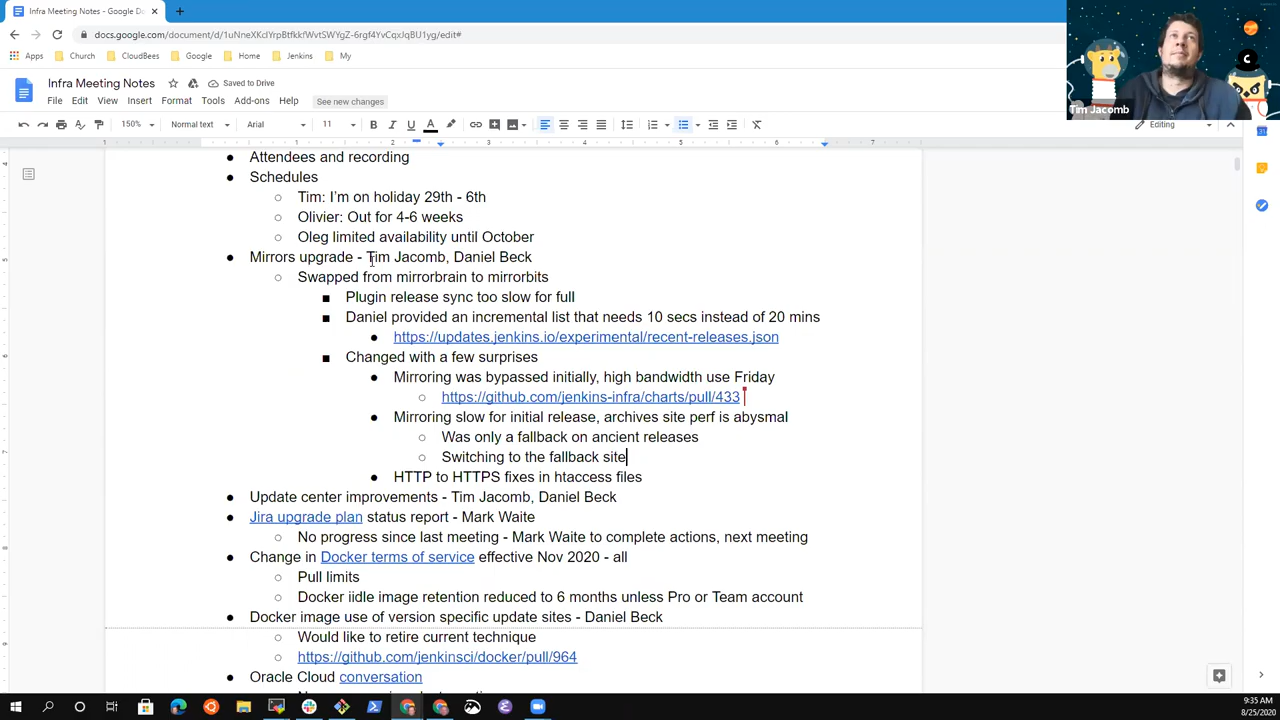 Infra Meeting Notes - Google Do
docs.google.com/document/d/
Apps
Church
CloudBees
Google
Home
Jenkins
My
Infra Meeting Notes
Saved to Drive
File Edit View Insert Format Tools Add-ons Help
See new changes
150%
Normal text
Arial
11
B I U A
Editing
Tim Jacomb
1 1 2 3 4 5 6 7
Attendees and recording
Schedules
Tim: I'm on holiday 29th - 6th
Olivier: Out for 4-6 weeks
Oleg limited availability until October
Mirrors upgrade - Tim Jacomb, Daniel Beck
Swapped from mirrorbrain to mirrorbits
Plugin release sync too slow for full
Daniel provided an incremental list that needs 10 secs instead of 20 mins
https://updates.jenkins.io/experimental/recent-releases.json
Changed with a few surprises
Mirroring was bypassed initially, high bandwidth use Friday
https://github.com/jenkins-infra/charts/pull/433
Mirroring slow for initial release, archives site perf is abysmal
Was only a fallback on ancient releases
Switching to the fallback site
HTTP to HTTPS fixes in htaccess files
Update center improvements - Tim Jacomb, Daniel Beck
Jira upgrade plan status report - Mark Waite
No progress since last meeting - Mark Waite to complete actions, next meeting
Change in Docker terms of service effective Nov 2020 - all
Pull limits
Docker iidle image retention reduced to 6 months unless Pro or Team account
Docker image use of version specific update sites - Daniel Beck
Would like to retire current technique
https://github.com/jenkinsci/docker/pull/964
Oracle Cloud conversation
9:35 AM
8/25/2020